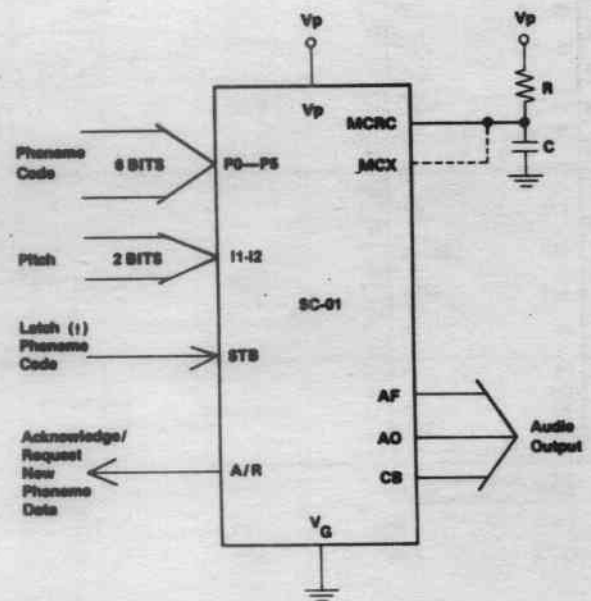 Vp
Vp
Vp
R
MCRC
C
MCX
Phoneme
Code
6 BITS
P0—P5
Pitch
2 BITS
I1-I2
SC-01
Latch (↑)
Phoneme
Code
STB
AF
Audio
Output
AO
Acknowledge/
Request
New
Phoneme
Data
A/R
CB
VG